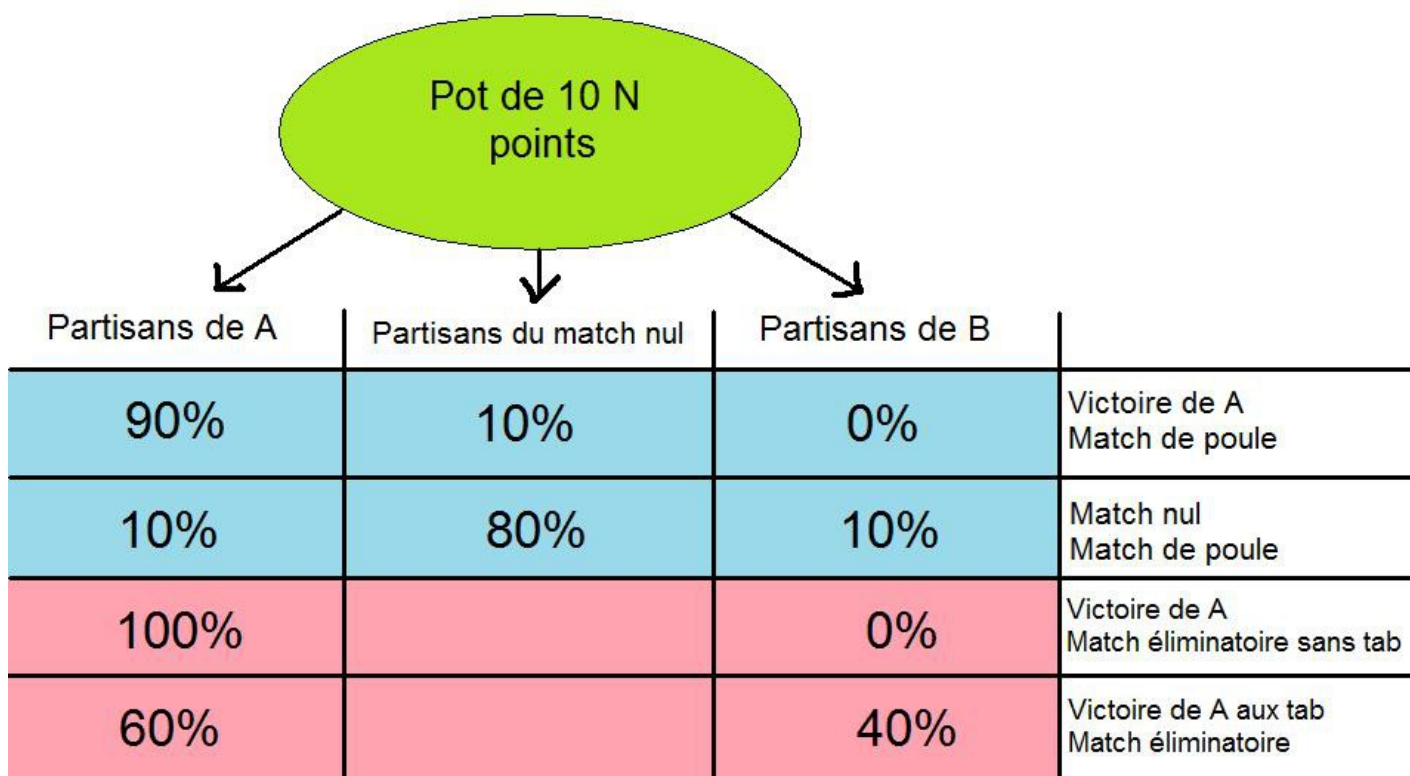 Pot de 10 N
points
Partisans de A
Partisans du match nul
Partisans de B
90%
10%
0%
Victoire de A
Match de poule
10%
80%
10%
Match nul
Match de poule
100%
0%
Victoire de A
Match éliminatoire sans tab
60%
40%
Victoire de A aux tab
Match éliminatoire